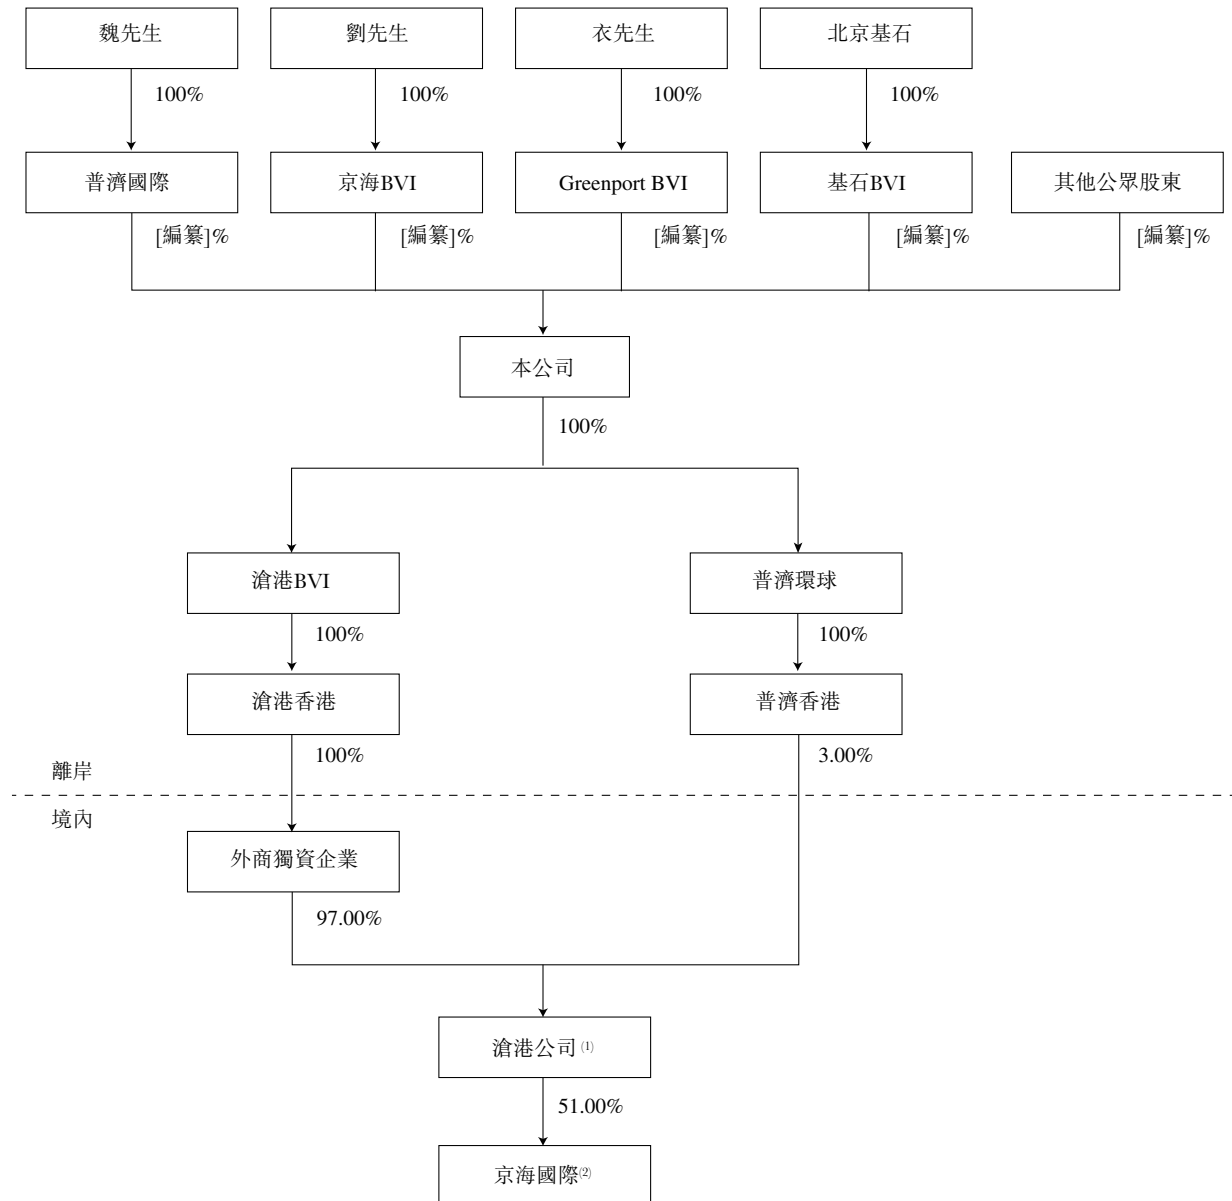 魏先生
劉先生
衣先生
北京基石
100%
100%
100%
100%
普濟國際
京海BVI
Greenport BVI
基石BVI
其他公眾股東
[編纂]%
[編纂]%
[編纂]%
[編纂]%
[編纂]%
本公司
100%
滄港BVI
普濟環球
100%
100%
滄港香港
普濟香港
100%
3.00%
離岸
境內
外商獨資企業
97.00%
滄港公司(1)
51.00%
京海國際(2)